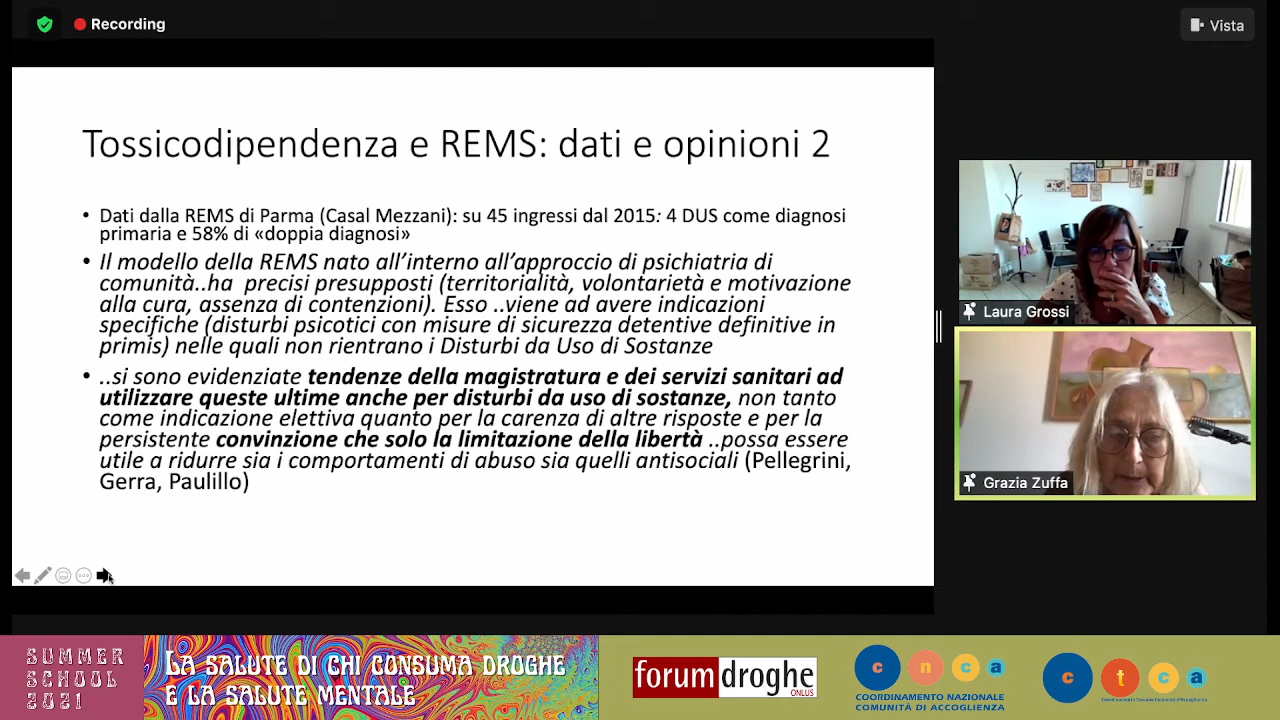 Recording
Vista
Tossicodipendenza e REMS: dati e opinioni 2
• Dati dalla REMS di Parma (Casal Mezzani): su 45 ingressi dal 2015: 4 DUS come diagnosi
primaria e 58% di «doppia diagnosi»
• Il modello della REMS nato all’interno all’approccio di psichiatria di
comunità..ha precisi presupposti (territorialità, volontarietà e motivazione
alla cura, assenza di contenzioni). Esso ..viene ad avere indicazioni
specifiche (disturbi psicotici con misure di sicurezza detentive definitive in
primis) nelle quali non rientrano i Disturbi da Uso di Sostanze
• ..si sono evidenziate tendenze della magistratura e dei servizi sanitari ad
utilizzare queste ultime anche per disturbi da uso di sostanze, non tanto
come indicazione elettiva quanto per la carenza di altre risposte e per la
persistente convinzione che solo la limitazione della libertà ..possa essere
utile a ridurre sia i comportamenti di abuso sia quelli antisociali (Pellegrini,
Gerra, Paulillo)
Laura Grossi
Grazia Zuffa
SUMMER
SCHOOL
2021
LA SALUTE DI CHI CONSUMA DROGHE
E LA SALUTE MENTALE
forumdroghe
ONLUS
c n c a
COORDINAMENTO NAZIONALE
COMUNITÀ DI ACCOGLIENZA
c t c a